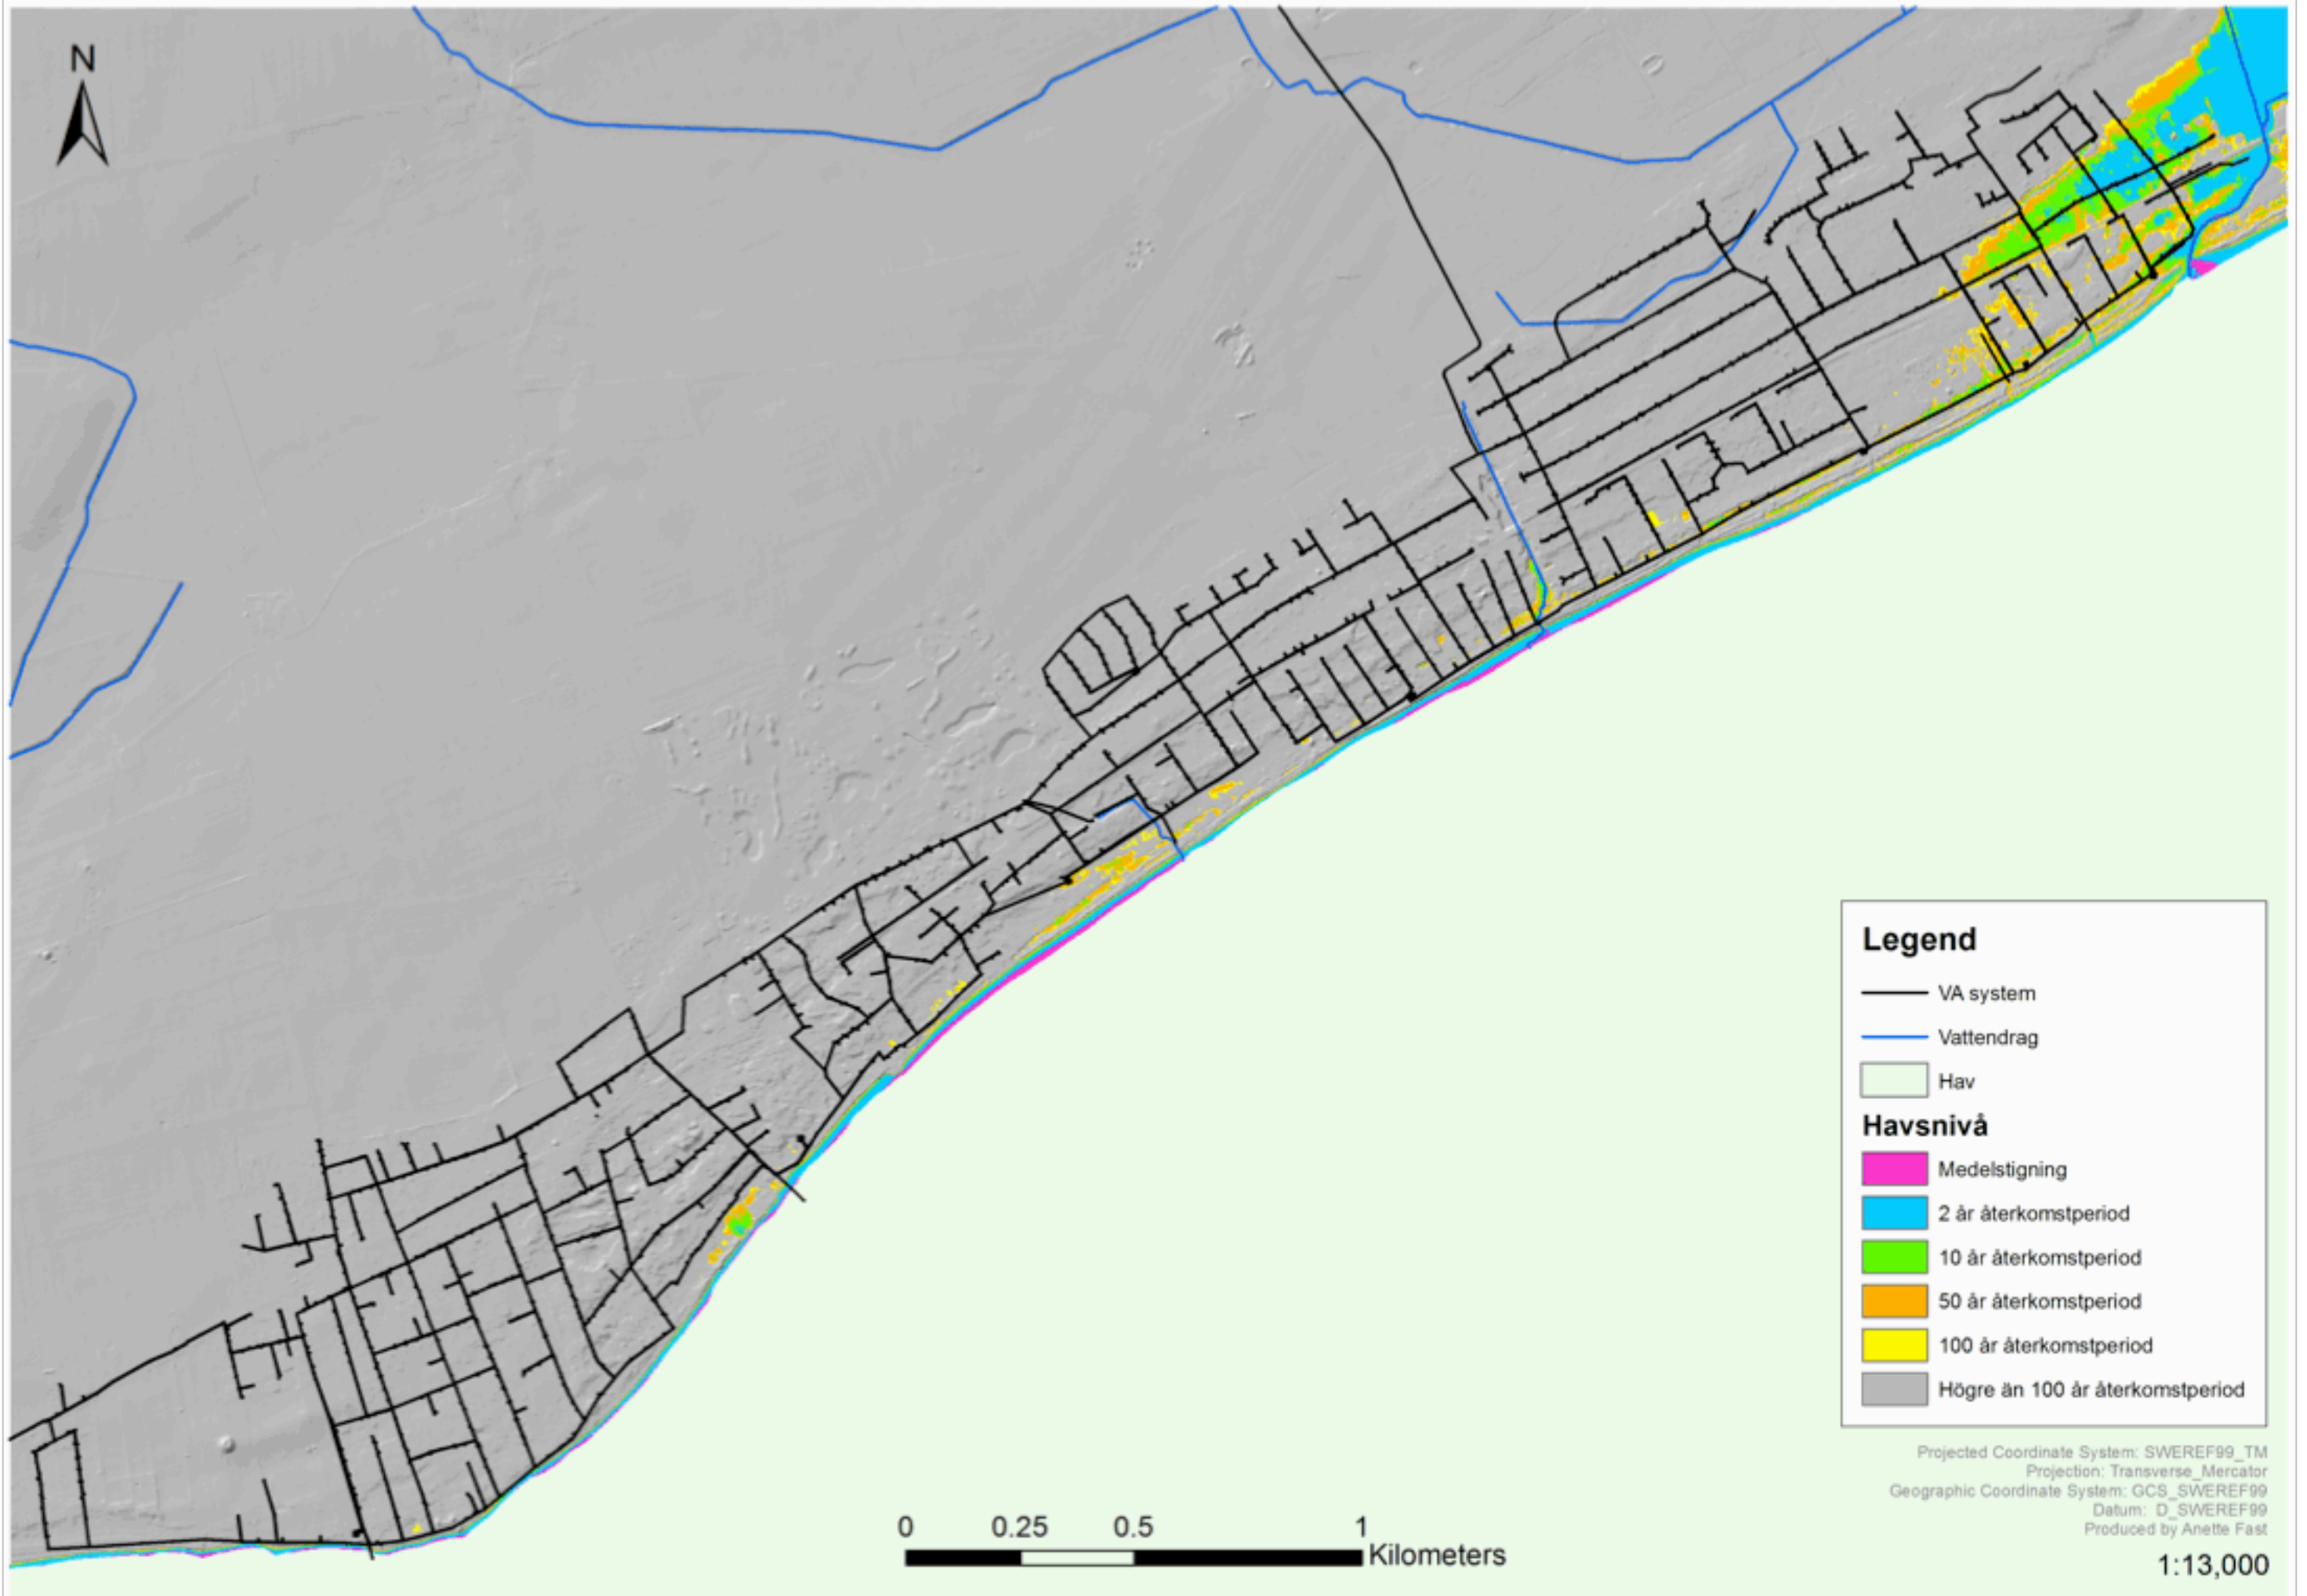 N
Legend
VA system
Vattendrag
Hav
Havsnivå
Medelstigning
2 år återkomstperiod
10 år återkomstperiod
50 år återkomstperiod
100 år återkomstperiod
Högre än 100 år återkomstperiod
Projected Coordinate System: SWEREF99_TM
Projection: Transverse_Mercator
Geographic Coordinate System: GCS_SWEREF99
Datum: D_SWEREF99
Produced by Anette Fast
1:13,000
0 0.25 0.5 1
Kilometers